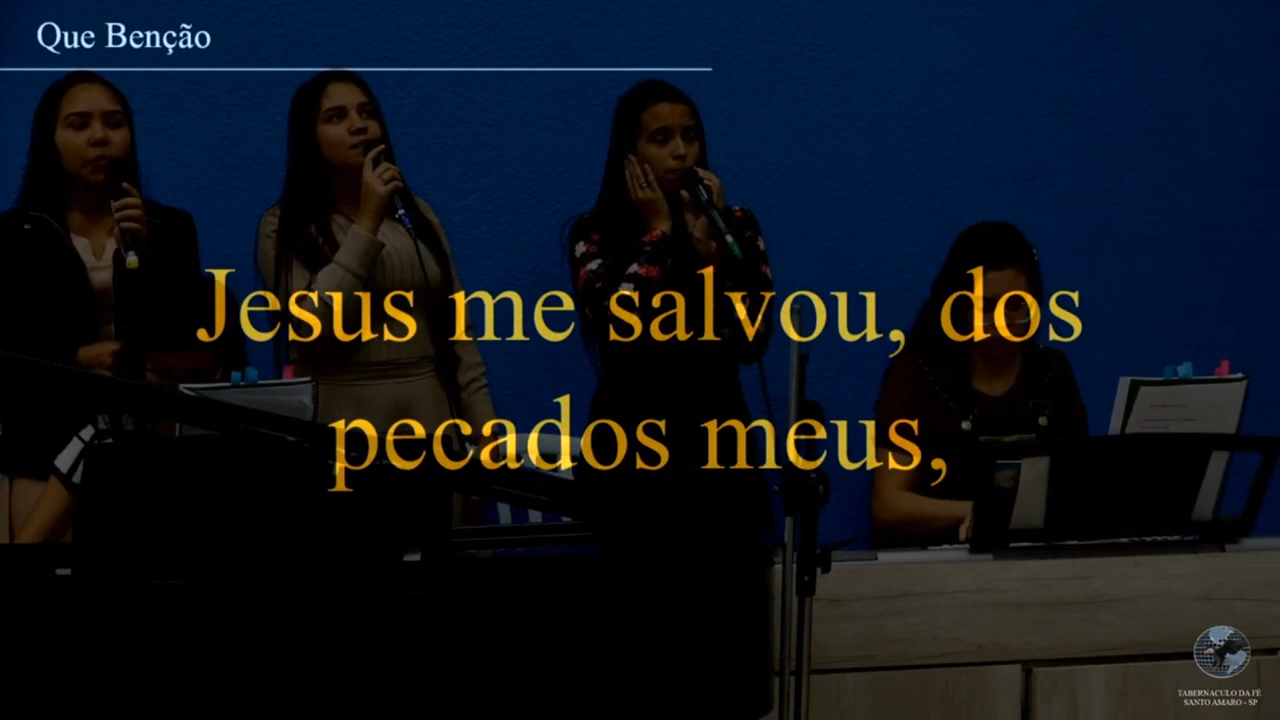 Que Benção
Jesus me salvou, dos
pecados meus,
TABERNACULO DA FÉ
SANTO AMARO - SP